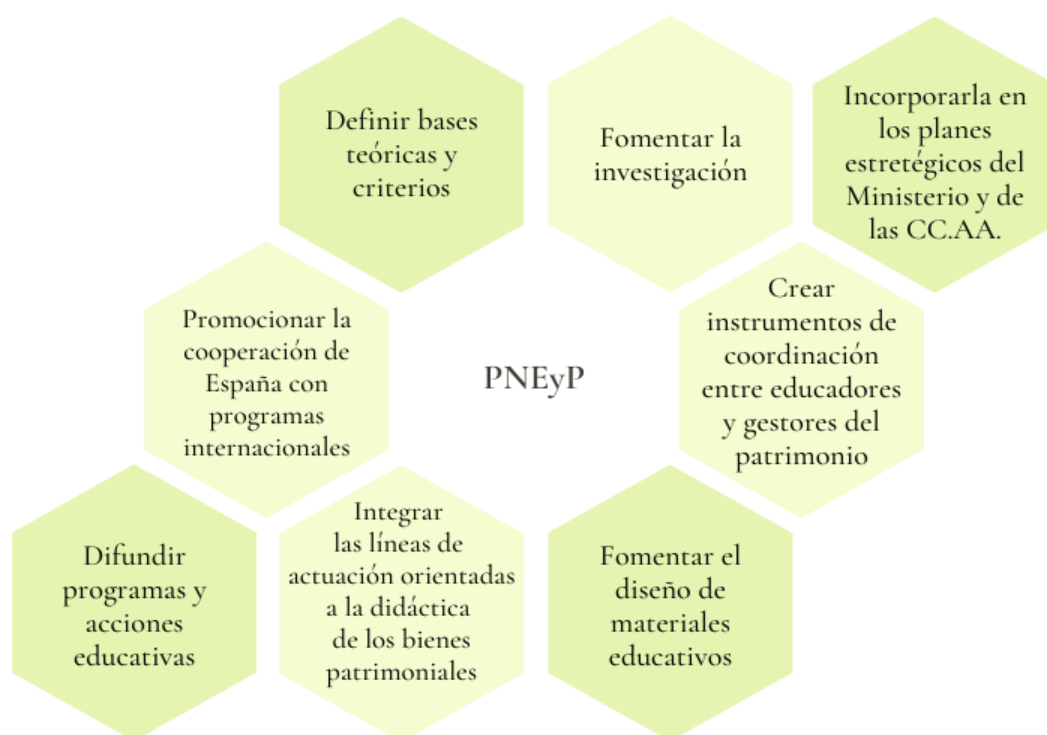 Definir bases
teóricas y
criterios
Fomentar la
investigación
Incorporarla en
los planes
estretégicos del
Ministerio y de
las CC.AA.
Promocionar la
cooperación de
España con
programas
internacionales
PNEyP
Crear
instrumentos de
coordinación
entre educadores
y gestores del
patrimonio
Difundir
programas y
acciones
educativas
Integrar
las líneas de
actuación orientadas
a la didáctica
de los bienes
patrimoniales
Fomentar el
diseño de
materiales
educativos